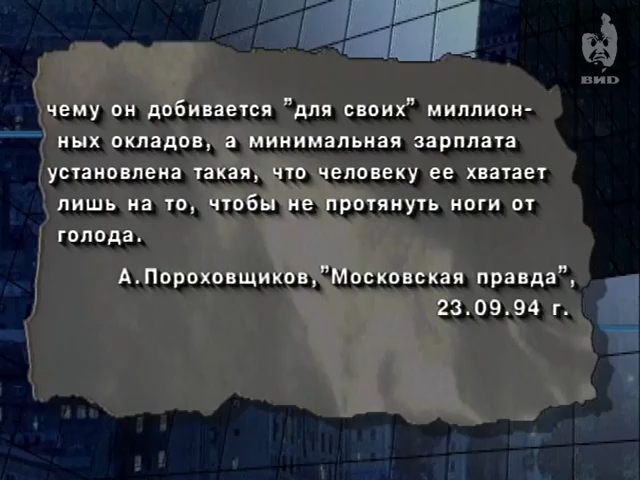 ВИD
чему он добивается "для своих" миллион-
ных окладов, а минимальная зарплата
установлена такая, что человеку ее хватает
лишь на то, чтобы не протянуть ноги от
голода.
А.Пороховщиков,"Московская правда",
23.09.94 г.